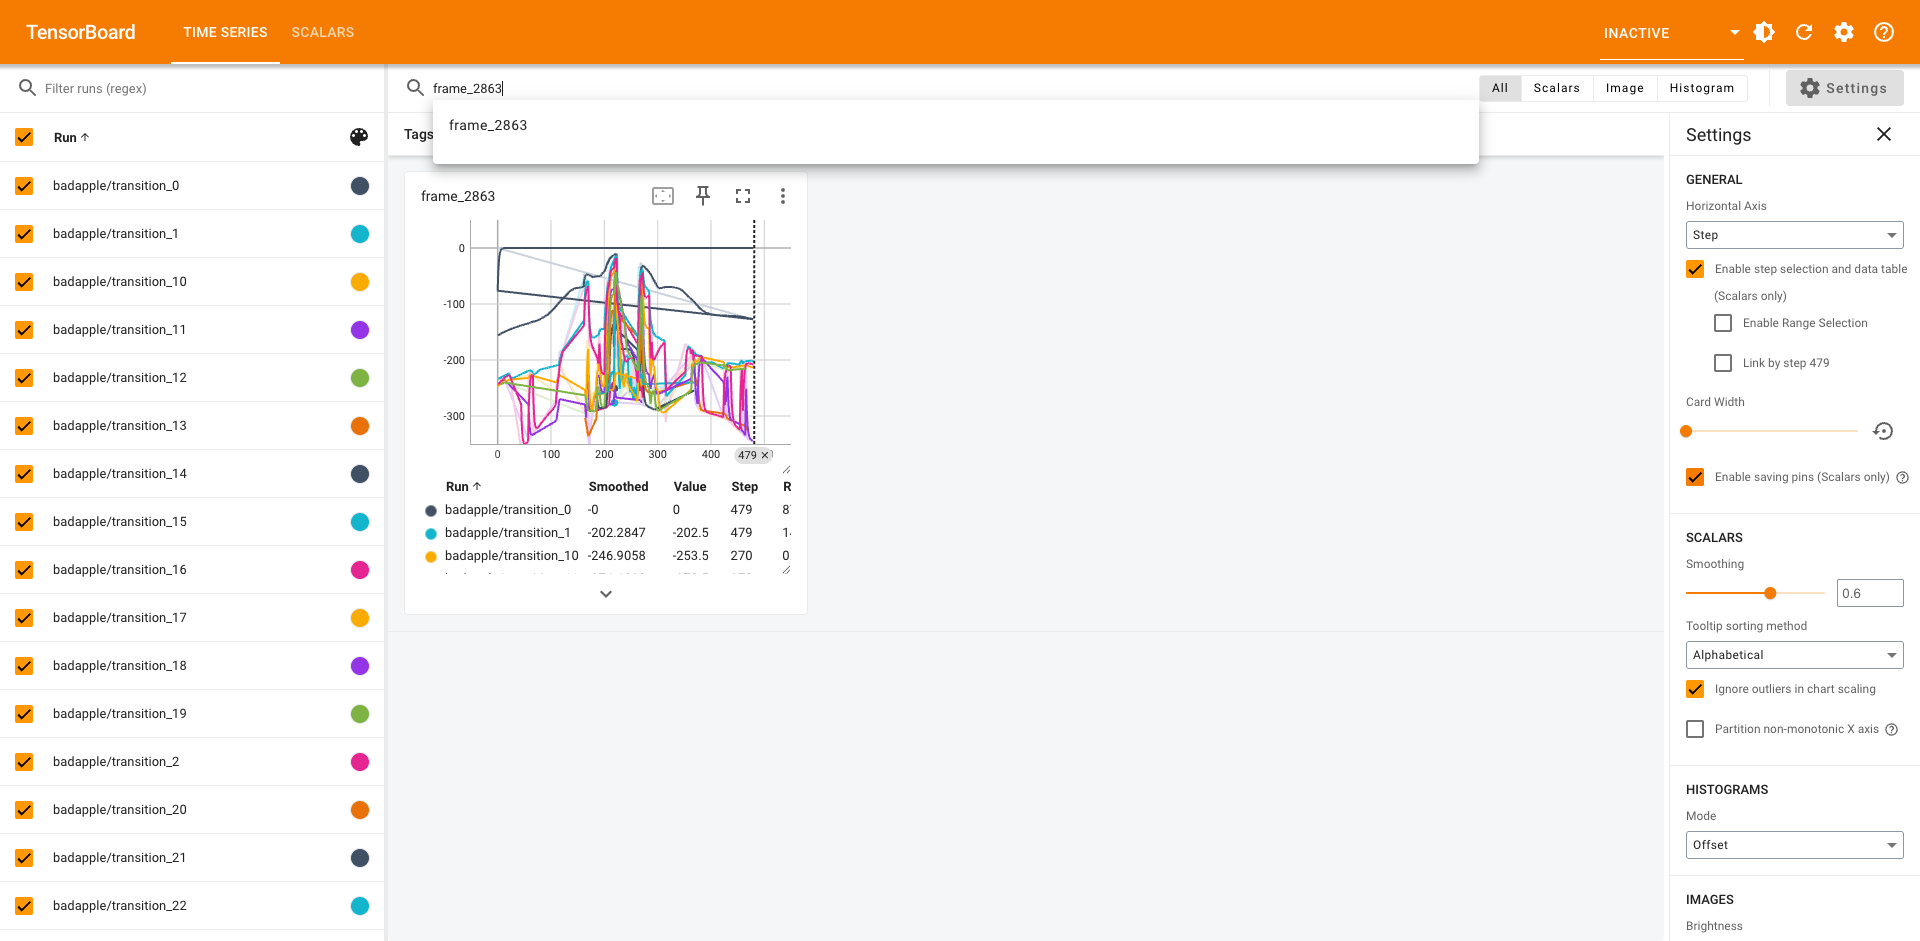 TensorBoard
TIME SERIES
SCALARS
INACTIVE
Filter runs (regex)
frame_2863
All
Scalars
Image
Histogram
Settings
frame_2863
Run
Tags
badapple/transition_0
badapple/transition_1
badapple/transition_10
badapple/transition_11
badapple/transition_12
badapple/transition_13
badapple/transition_14
badapple/transition_15
badapple/transition_16
badapple/transition_17
badapple/transition_18
badapple/transition_19
badapple/transition_2
badapple/transition_20
badapple/transition_21
badapple/transition_22
frame_2863
0
-100
-200
-300
0 100 200 300 400 479
Run Smoothed Value Step R
badapple/transition_0 -0 0 479
badapple/transition_1 -202.2847 -202.5 479
badapple/transition_10 -246.9058 -253.5 270
Settings
GENERAL
Horizontal Axis
Step
Enable step selection and data table
(Scalars only)
Enable Range Selection
Link by step 479
Card Width
Enable saving pins (Scalars only)
SCALARS
Smoothing
0.6
Tooltip sorting method
Alphabetical
Ignore outliers in chart scaling
Partition non-monotonic X axis
HISTOGRAMS
Mode
Offset
IMAGES
Brightness